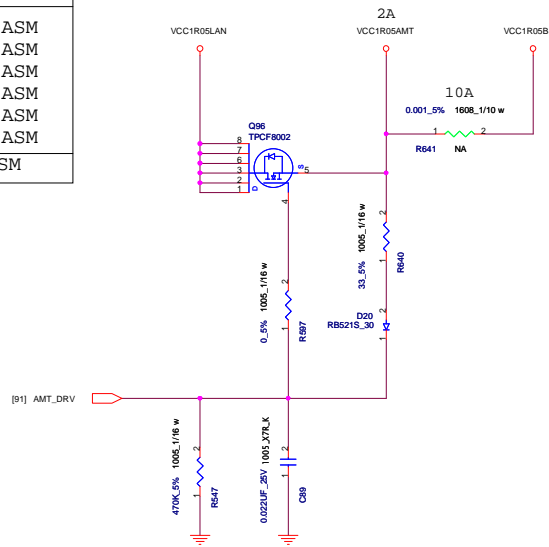 ASM
ASM
ASM
ASM
ASM
ASM
SM
2A
VCC1R05LAN
VCC1R05AMT
VCC1R05B
10A
0.001_5% 1608_1/10 w
1 2
R641 NA
Q96
TPCF8002
8
7
6
3
2
1
D
S
5
4
2
33_5% 1005_1/16 w
1
R640
2
0_5% 1005_1/16 w
1
R597
D20
RB521S_30
2
1
[91] AMT_DRV
2
470K_5% 1005_1/16 w
1
R547
2
0.022UF_25V 1005_X7R_K
1
C89